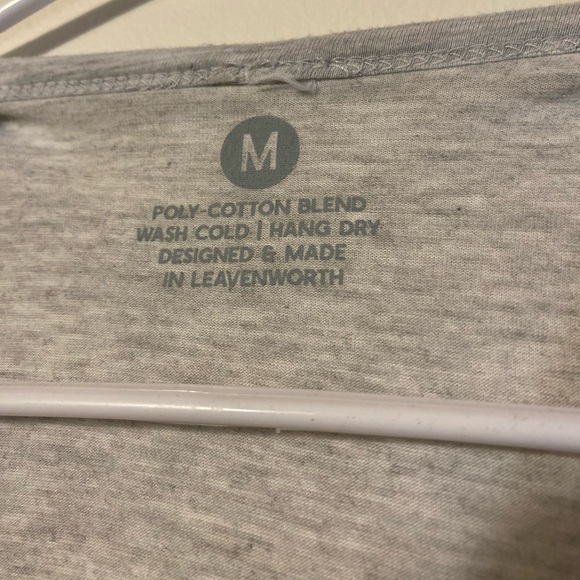 M
POLY-COTTON BLEND
WASH COLD | HANG DRY
DESIGNED & MADE
IN LEAVENWORTH